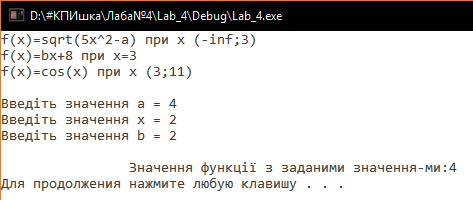 D:\#КПИшка\Лаба№4\Lab_4\Debug\Lab_4.exe
f(x)=sqrt(5x^2-a) при x (-inf;3)
f(x)=bx+8 при x=3
f(x)=cos(x) при x (3;11)
Введіть значення a = 4
Введіть значення x = 2
Введіть значення b = 2
Значення функції з заданими значення-ми:4
Для продолжения нажмите любую клавишу . . .